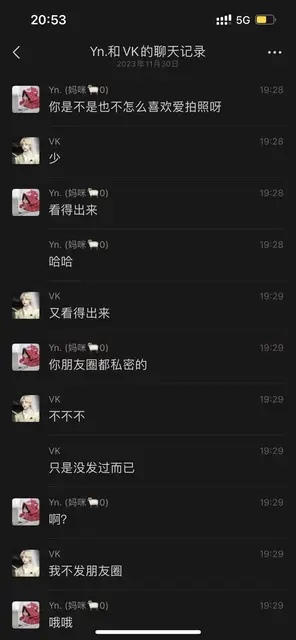 20:53
5G
Yn.和VK的聊天记录
2023年11月30日
Yn. (妈咪🐑0) 19:28
你是不是也不怎么喜欢爱拍照呀
VK 19:28
少
Yn. (妈咪🐑0) 19:28
看得出来
Yn. (妈咪🐑0) 19:28
哈哈
VK 19:29
又看得出来
Yn. (妈咪🐑0) 19:29
你朋友圈都私密的
VK 19:29
不不不
VK 19:29
只是没发过而已
Yn. (妈咪🐑0) 19:29
啊?
VK 19:29
我不发朋友圈
Yn. (妈咪🐑0) 19:29
哦哦